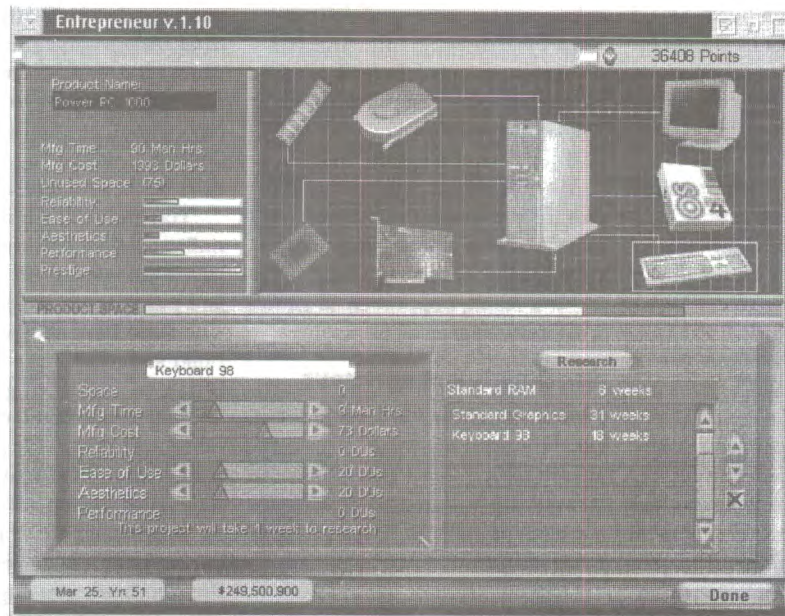 Entrepreneur v.1.10
36408 Points
Product Name:
Power PC 1000
Mfg Time 90 Man Hrs
Mfg Cost 1393 Dollars
Unused Space (75)
Reliability
Ease of Use
Aesthetics
Performance
Prestige
OS 4
PRODUCT SPACE
Keyboard 98
Space 0
Mfg Time 0 Man Hrs
Mfg Cost 73 Dollars
Reliability 0 DUs
Ease of Use 20 DUs
Aesthetics 20 DUs
Performance 0 DUs
This project will take 1 week to research
Research
Standard RAM 6 weeks
Standard Graphics 31 weeks
Keyboard 93 18 weeks
Mar 25, Yr 51
$249,500,900
Done